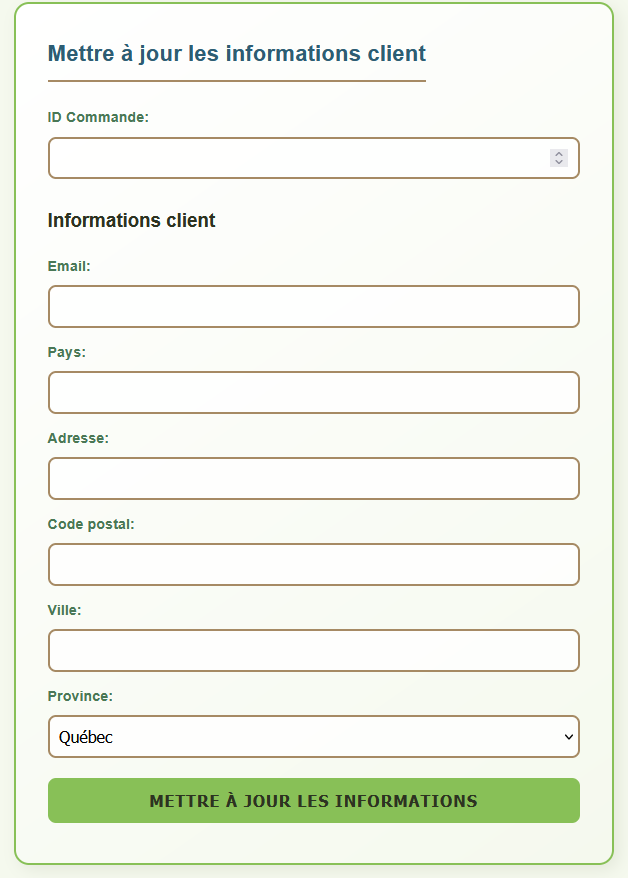 Mettre à jour les informations client
ID Commande:
Informations client
Email:
Pays:
Adresse:
Code postal:
Ville:
Province:
Québec
METTRE À JOUR LES INFORMATIONS